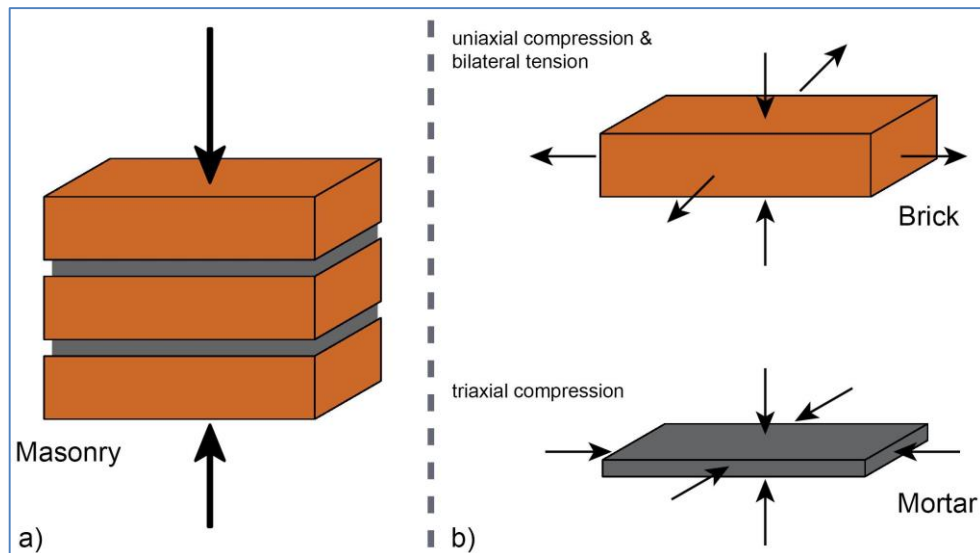 Masonry
a)
uniaxial compression &
bilateral tension
Brick
triaxial compression
Mortar
b)